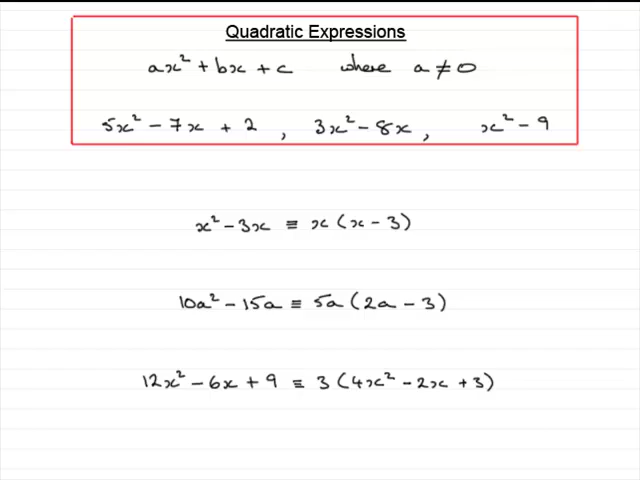 Quadratic Expressions
ax² + bx + c where a ≠ 0
5x² - 7x + 2 , 3x² - 8x , x² - 9
x² - 3x ≡ x (x - 3)
10a² - 15a ≡ 5a (2a - 3)
12x² - 6x + 9 ≡ 3 (4x² - 2x + 3)